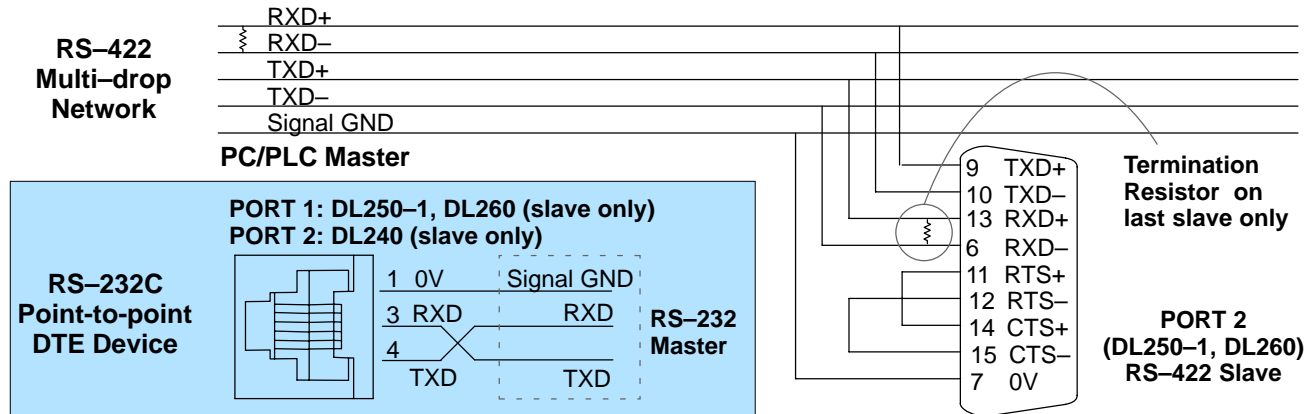 RS–422
Multi–drop
Network
RXD+
RXD–
TXD+
TXD–
Signal GND
PC/PLC Master
9 TXD+
10 TXD–
13 RXD+
6 RXD–
11 RTS+
12 RTS–
14 CTS+
15 CTS–
7 0V
Termination
Resistor on
last slave only
PORT 2
(DL250–1, DL260)
RS–422 Slave
PORT 1: DL250–1, DL260 (slave only)
PORT 2: DL240 (slave only)
RS–232C
Point-to-point
DTE Device
1 0V Signal GND
3 RXD RXD
4
TXD TXD
RS–232
Master